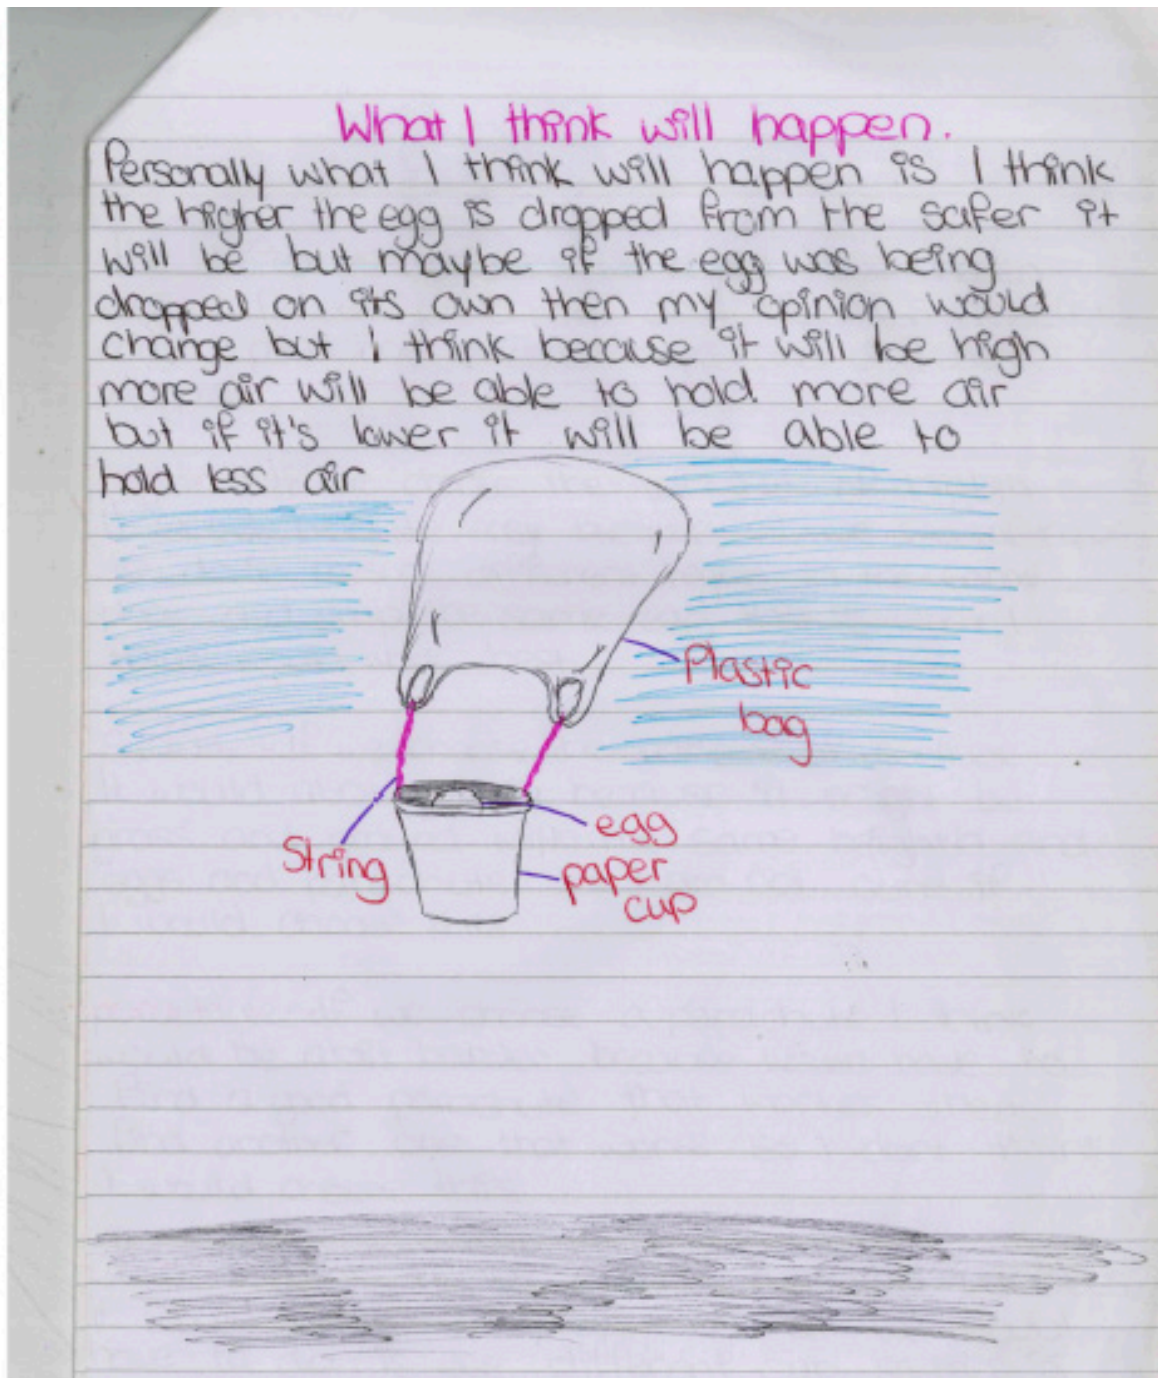 What I think will happen.
Personally what I think will happen is I think
the higher the egg is dropped from the safer it
will be but maybe if the egg was being
dropped on its own then my opinion would
change but i think because it will be high
more air will be able to hold more air
but if it's lower it will be able to
hold less air
Plastic
bag
egg
String
paper
cup